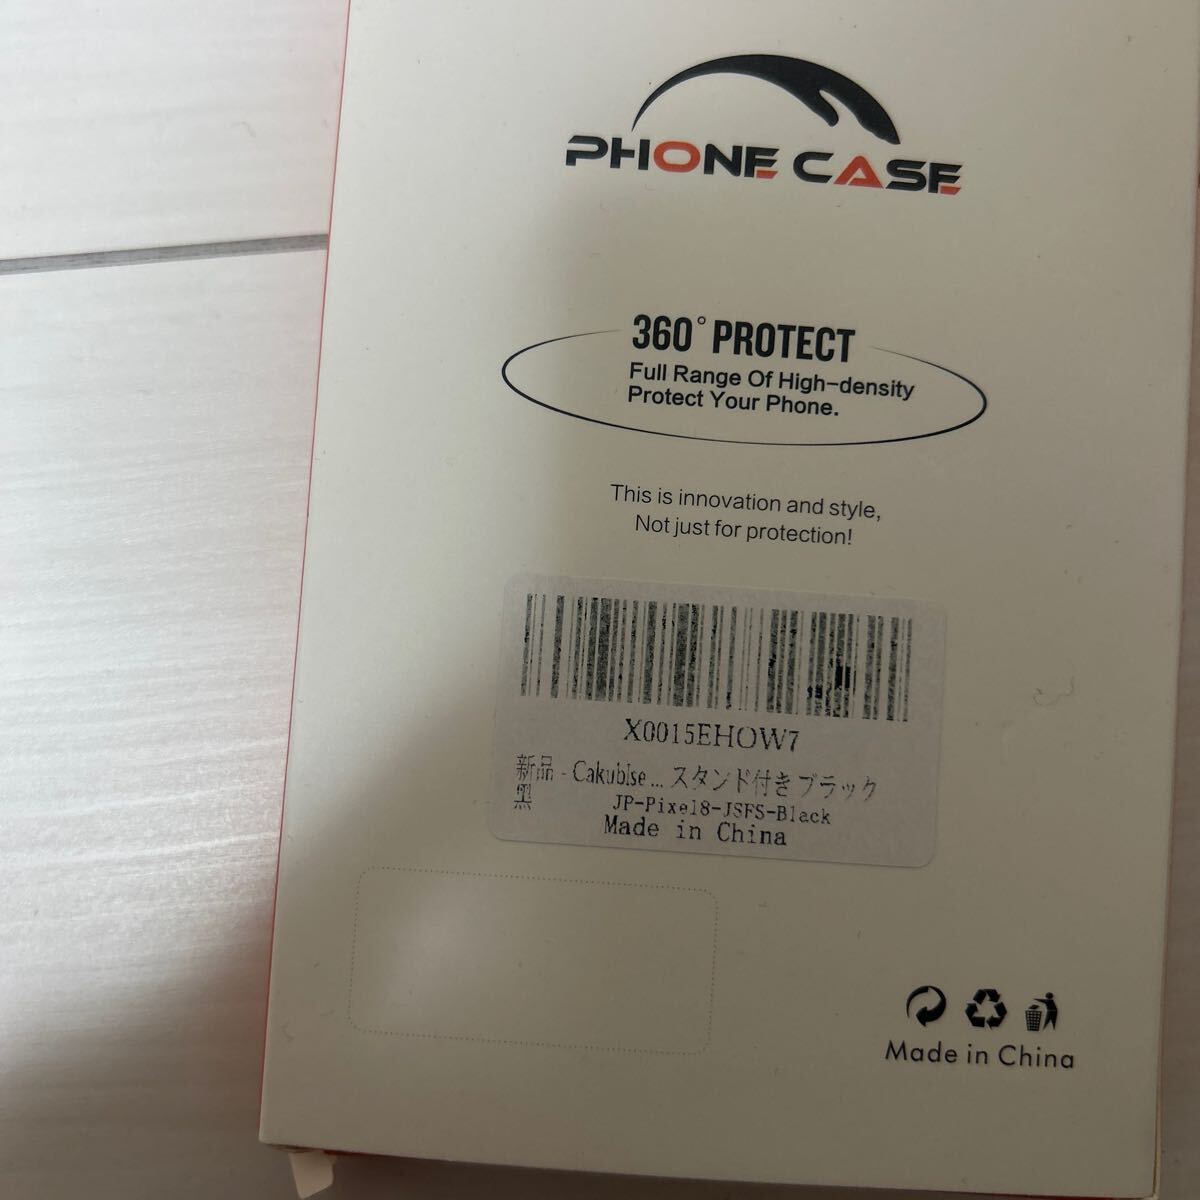 PHONE CASE
360° PROTECT
Full Range Of High-density
Protect Your Phone.
This is innovation and style,
Not just for protection!
X0015EHOW7
新品 - Cakubise ... スタンド付き ブラック
黒 JP-Pixel8-JSFS-Black
Made in China
Made in China